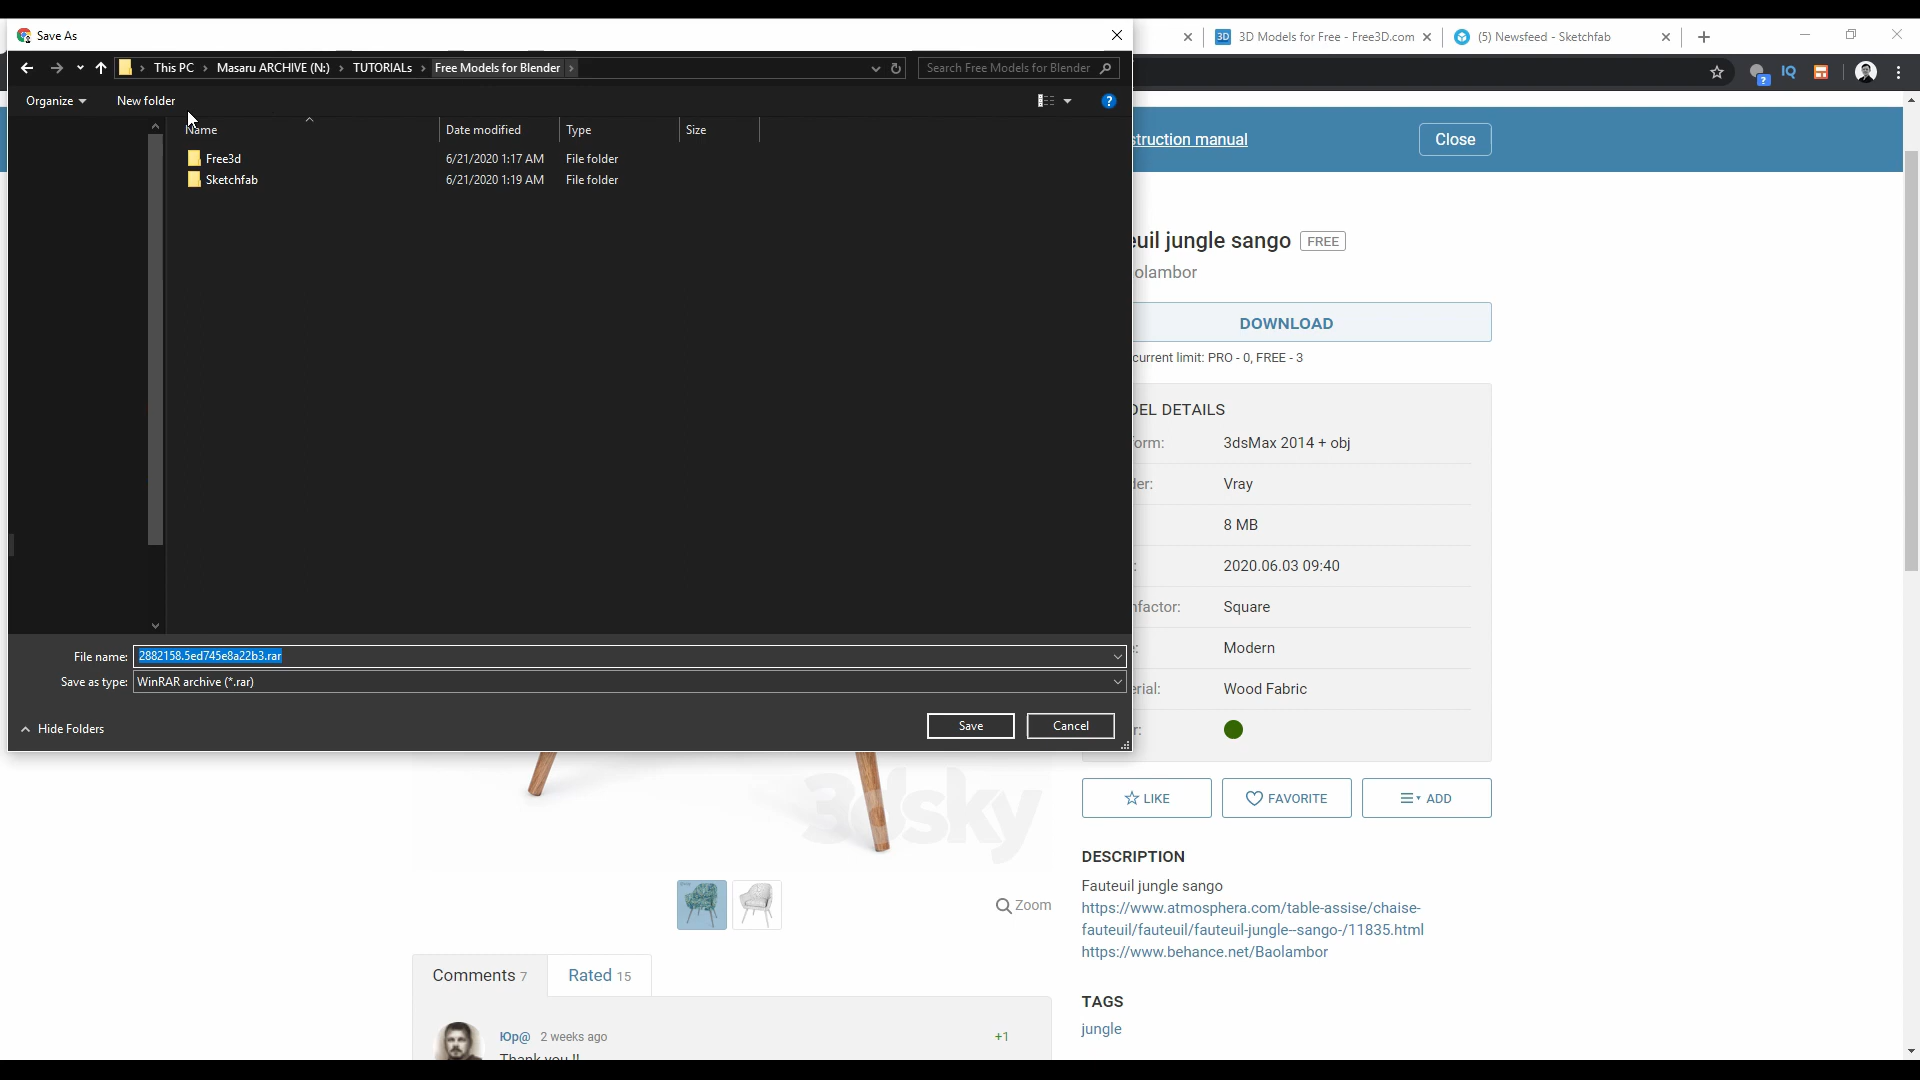 Save As
3D Models for Free - Free3D.com
(5) Newsfeed - Sketchfab
This PC > Masaru ARCHIVE (N:) > TUTORIALs > Free Models for Blender >
Search Free Models for Blender
Organize
New folder
Name
Date modified
Type
Size
Free3d
6/21/2020 1:17 AM
File folder
Sketchfab
6/21/2020 1:19 AM
File folder
File name: 2882158.5ed745e8a22b3.rar
Save as type: WinRAR archive (*.rar)
Hide Folders
Save
Cancel
struction manual
Close
euil jungle sango FREE
olambor
DOWNLOAD
current limit: PRO - 0, FREE - 3
DEL DETAILS
orm: 3dsMax 2014 + obj
der: Vray
8 MB
: 2020.06.03 09:40
nfactor: Square
e: Modern
erial: Wood Fabric
r:
LIKE
FAVORITE
ADD
3dsky
Zoom
DESCRIPTION
Fauteuil jungle sango
https://www.atmosphera.com/table-assise/chaise-
fauteuil/fauteuil/fauteuil-jungle--sango-/11835.html
https://www.behance.net/Baolambor
TAGS
jungle
Comments 7
Rated 15
Юр@ 2 weeks ago
+1
Thank you !!